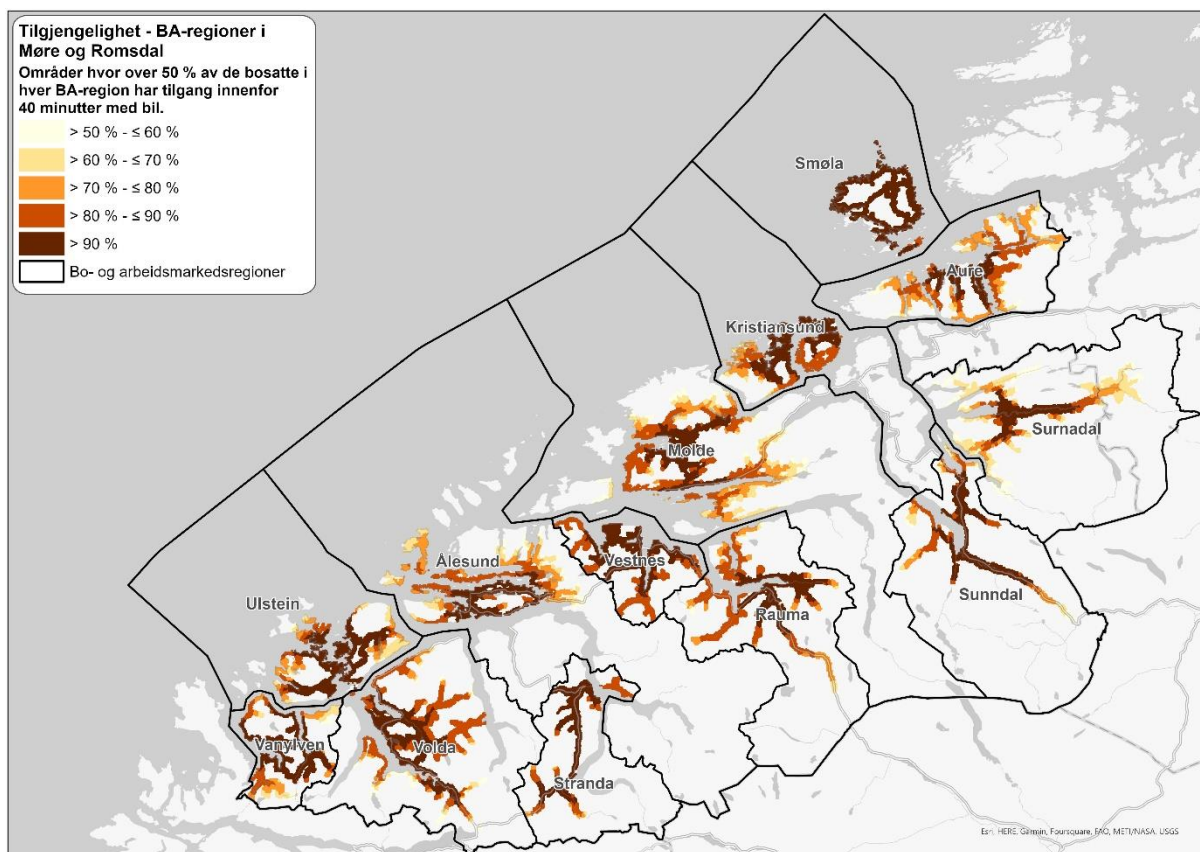 Tilgjengelighet - BA-regioner i
Møre og Romsdal
Områder hvor over 50 % av de bosatte i
hver BA-region har tilgang innenfor
40 minutter med bil.
> 50 % - ≤ 60 %
> 60 % - ≤ 70 %
> 70 % - ≤ 80 %
> 80 % - ≤ 90 %
> 90 %
Bo- og arbeidsmarkedsregioner
Smøla
Aure
Kristiansund
Surnadal
Molde
Ålesund
Vestnes
Sunndal
Ulstein
Rauma
Vanylven
Volda
Stranda
Esri, HERE, Garmin, Foursquare, FAO, METI/NASA, USGS